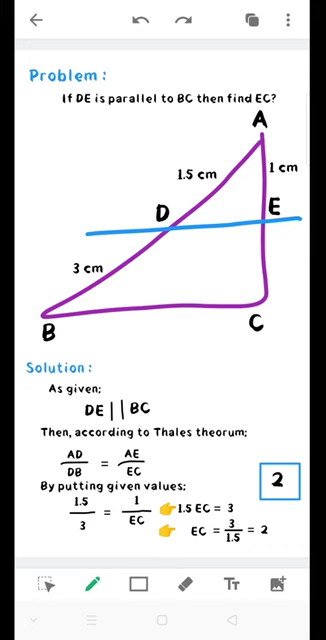 Problem :
If DE is parallel to BC then find EC?
A
1.5 cm
1 cm
D
E
3 cm
B
C
Solution :
As given;
DE || BC
Then, according to Thales theorum;
AD/DB = AE/EC
By putting given values;
1.5/3 = 1/EC 👉 1.5 EC = 3
👉 EC = 3/1.5 = 2
2
TT